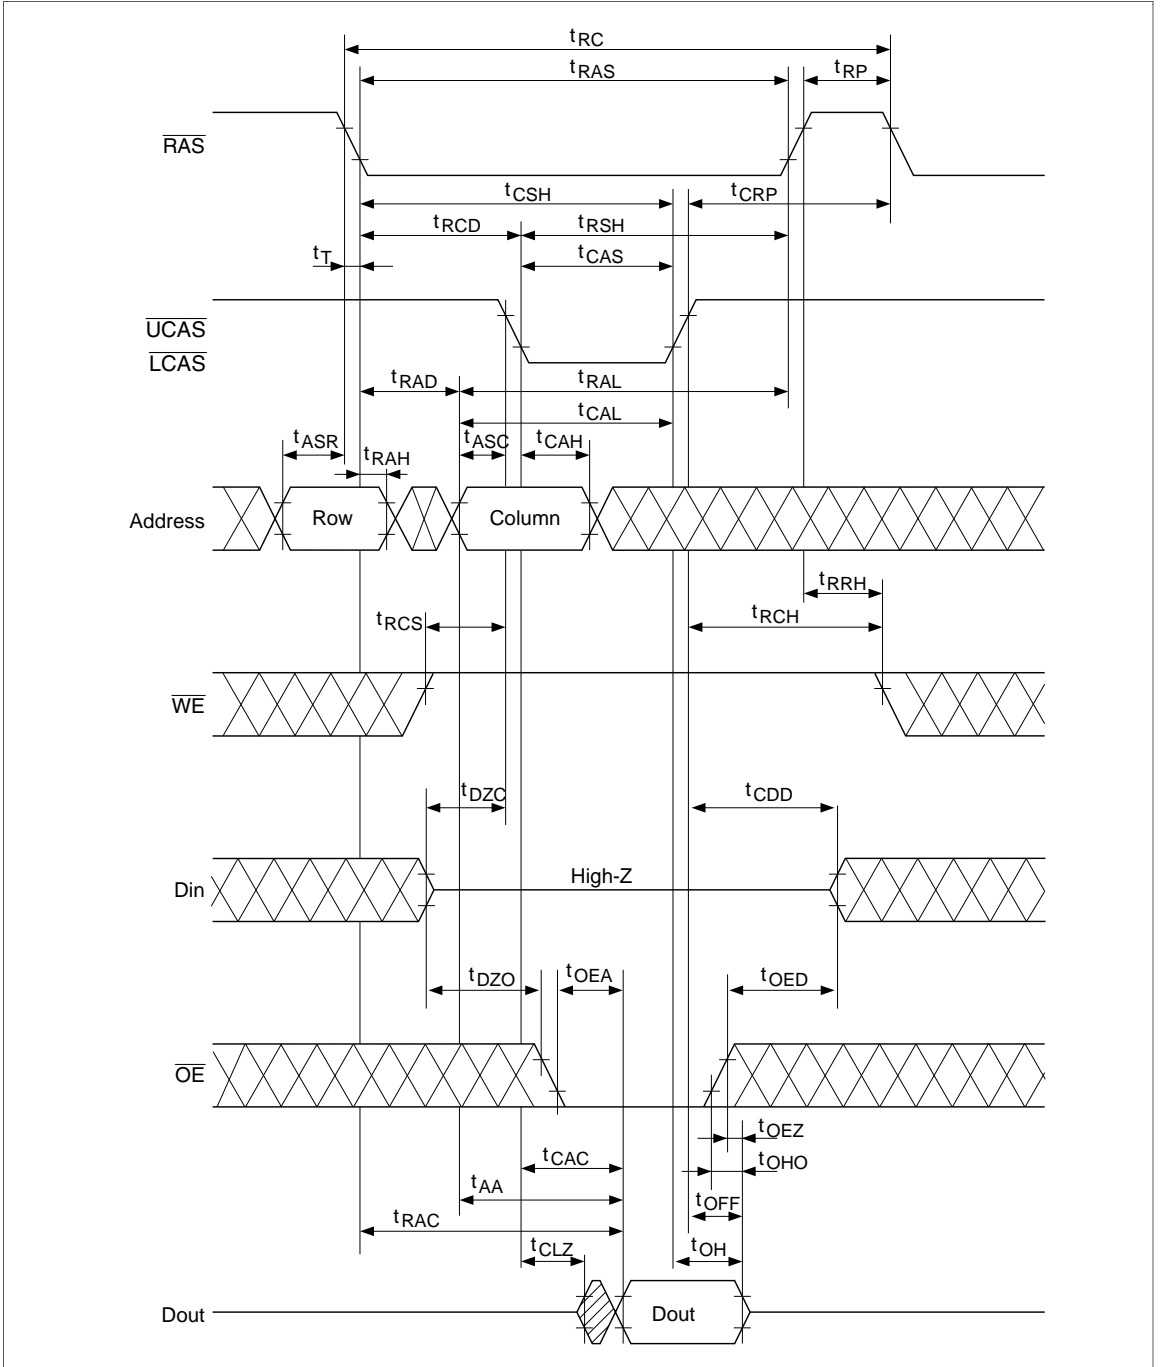 tRC
tRAS
tRP
RAS
tCSH
tCRP
tRCD
tRSH
tT
tCAS
UCAS
LCAS
tRAD
tRAL
tCAL
tASR
tASC
tCAH
tRAH
Address
Row
Column
tRRH
tRCS
tRCH
WE
tDZC
tCDD
Din
High-Z
tDZO
tOEA
tOED
OE
tOEZ
tCAC
tOHO
tAA
tOFF
tRAC
tCLZ
tOH
Dout
Dout